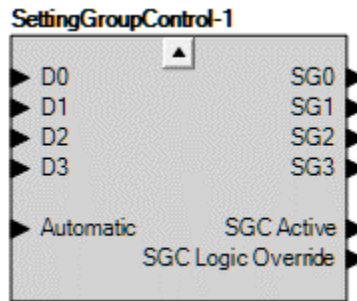 SettingGroupControl-1
D0 SG0
D1 SG1
D2 SG2
D3 SG3
Automatic SGC Active
SGC Logic Override